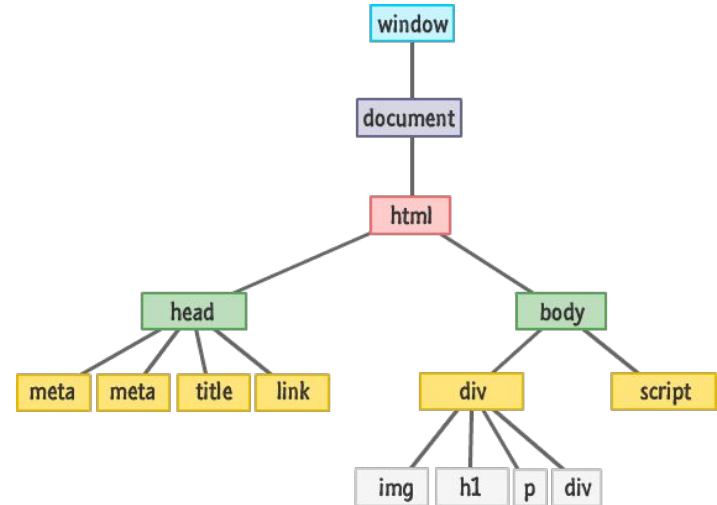 window
document
html
head body
meta meta title link div script
img h1 p div